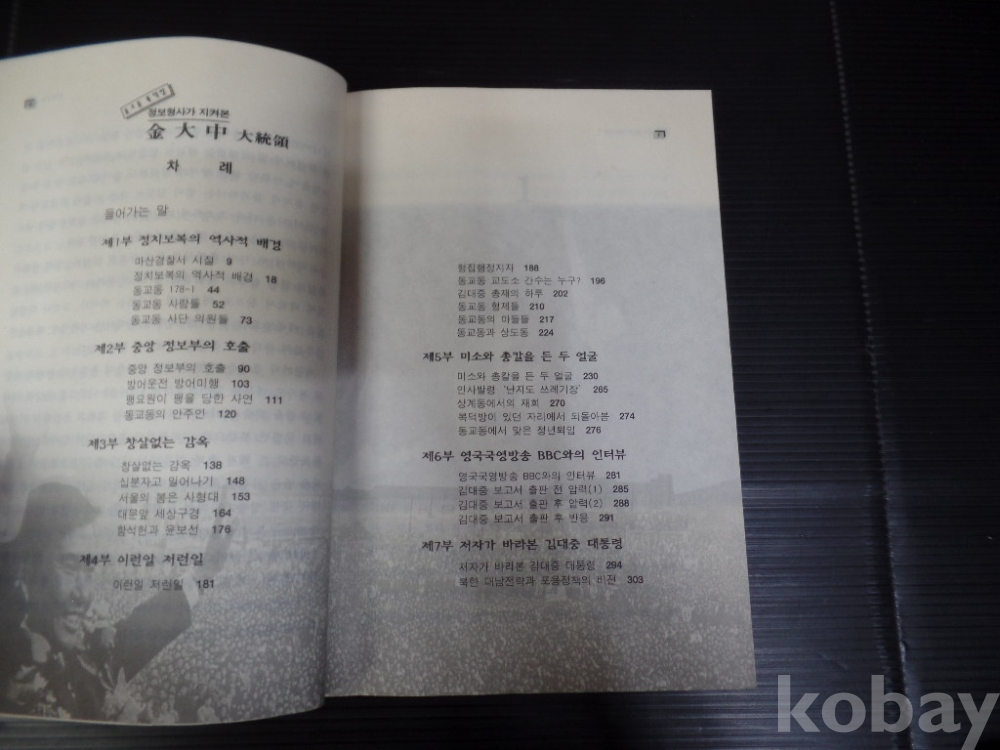 정보형사가 지켜본
金大中 大統領
차 례
들어가는 말
제1부 정치보복의 역사적 배경
마산경찰서 시절 9
정치보복의 역사적 배경 18
동교동 178-1 44
동교동 사람들 52
동교동 사단 의원들 73
제2부 중앙 정보부의 호출
중앙 정보부의 호출 90
방어운전 방어미행 103
팽요원이 팽을 당한 사연 111
동교동의 안주인 120
제3부 창살없는 감옥
창살없는 감옥 138
십분자고 일어나기 148
서울의 봄은 사형대 153
대문앞 세상구경 164
함석헌과 윤보선 176
제4부 이런일 저런일
이런일 저런일 181
형집행정지자 188
동교동 교도소 간수는 누구? 196
김대중 총재의 하루 202
동교동 형제들 210
동교동의 아들들 217
동교동과 상도동 224
제5부 미소와 총칼을 든 두 얼굴
미소와 총칼을 든 두 얼굴 230
인사발령 '난지도 쓰레기장' 265
상계동에서의 재회 270
복덕방이 있던 자리에서 되돌아봄 274
동교동에서 맞은 정년퇴임 276
제6부 영국국영방송 BBC와의 인터뷰
영국국영방송 BBC와의 인터뷰 281
김대중 보고서 출판 전 압력(1) 285
김대중 보고서 출판 후 압력(2) 288
김대중 보고서 출판 후 반응 291
제7부 저자가 바라본 김대중 대통령
저자가 바라본 김대중 대통령 294
북한 대남전략과 포용정책의 비전 303
kobay